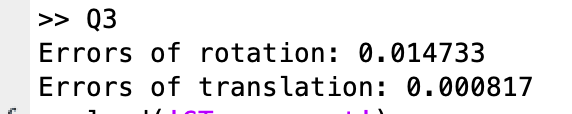 >> Q3
Errors of rotation: 0.014733
Errors of translation: 0.000817